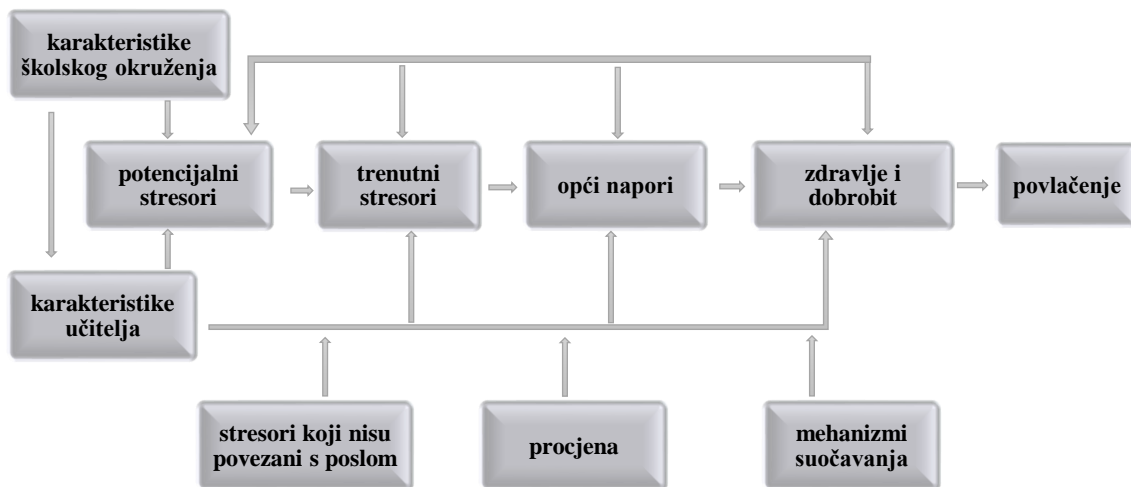 karakteristike
školskog okruženja
potencijalni
stresori
trenutni
stresori
opći napori
zdravlje i
dobrobit
povlačenje
karakteristike
učitelja
stresori koji nisu
povezani s poslom
procjena
mehanizmi
suočavanja